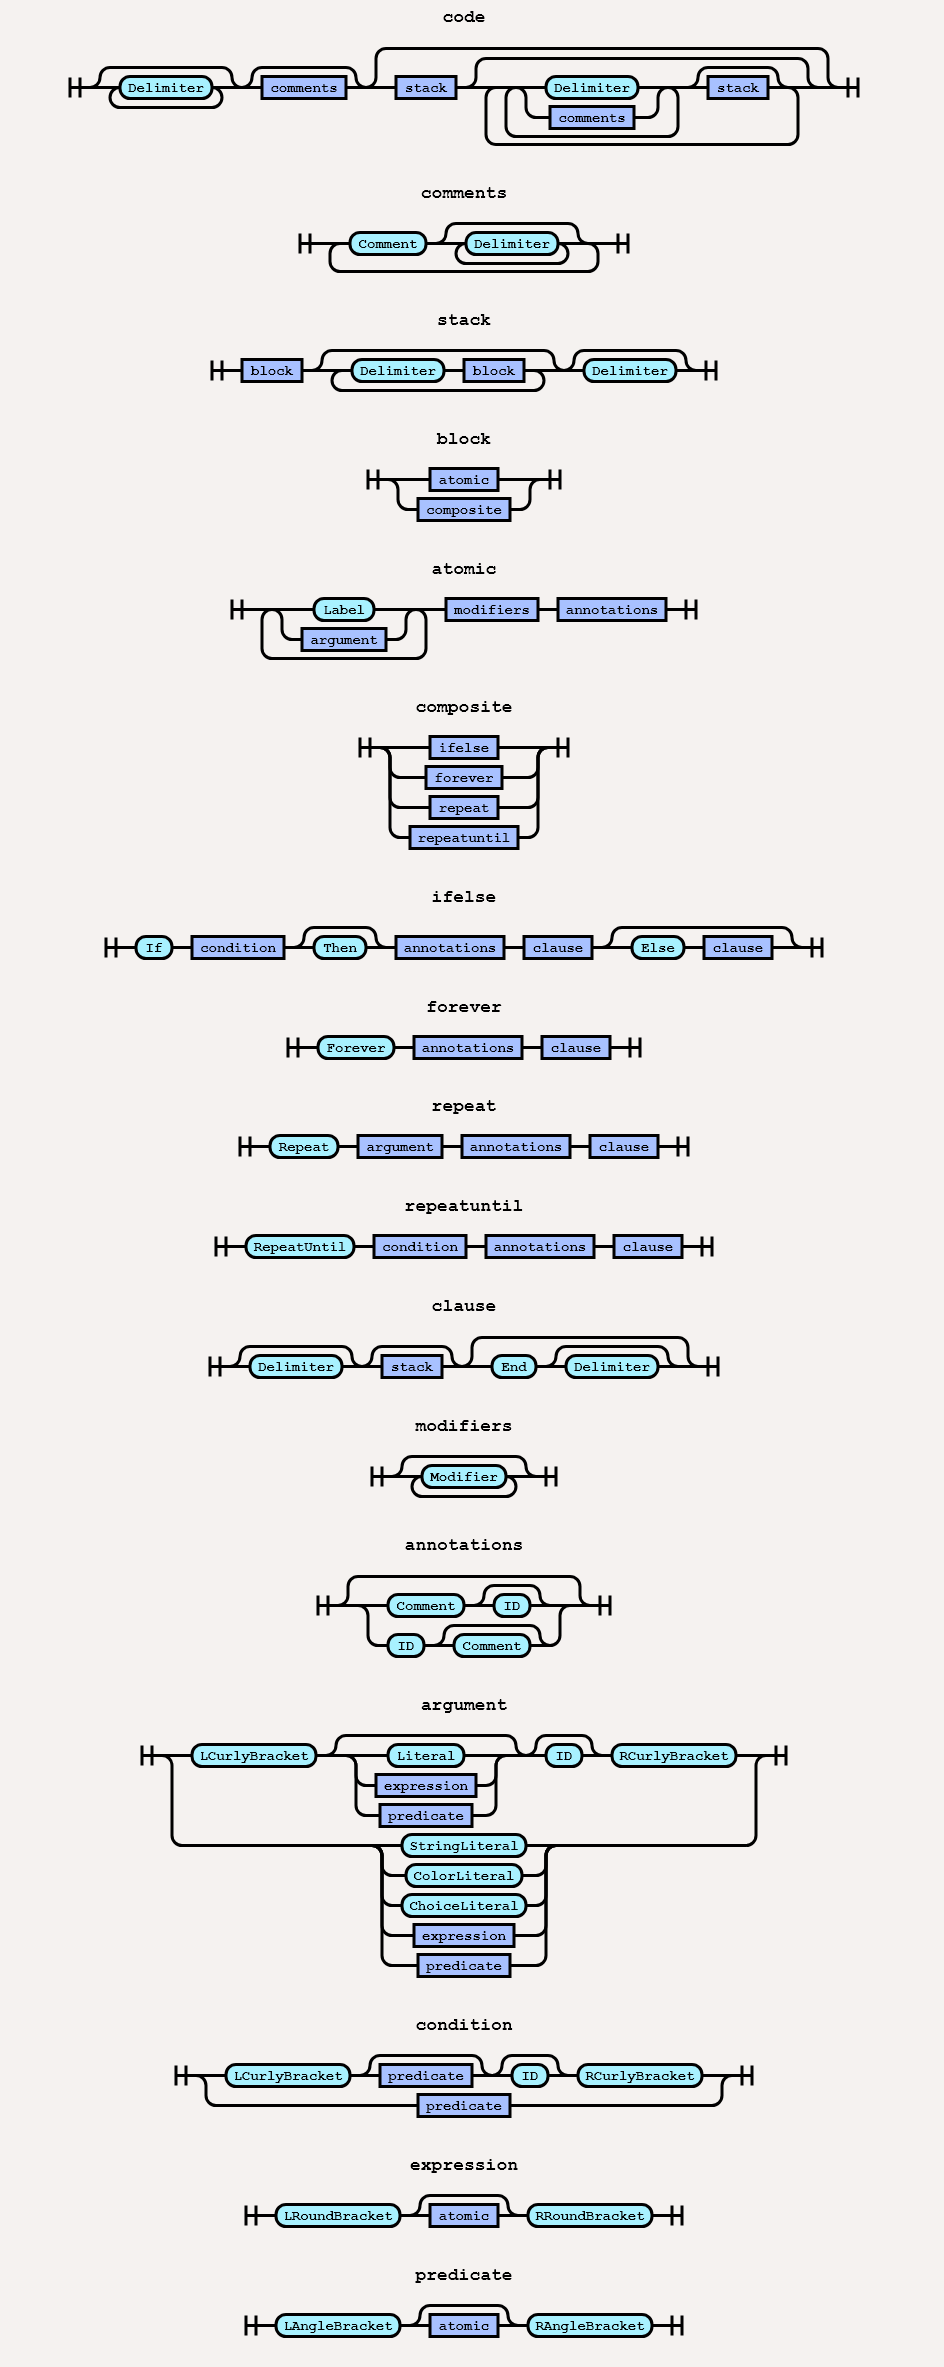 code
Delimiter comments stack Delimiter stack
comments
comments
Comment Delimiter
stack
block Delimiter block Delimiter
block
atomic
composite
atomic
Label modifiers annotations
argument
composite
ifelse
forever
repeat
repeatuntil
ifelse
If condition Then annotations clause Else clause
forever
Forever annotations clause
repeat
Repeat argument annotations clause
repeatuntil
RepeatUntil condition annotations clause
clause
Delimiter stack End Delimiter
modifiers
Modifier
annotations
Comment ID
ID Comment
argument
LCurlyBracket Literal ID RCurlyBracket
expression
predicate
StringLiteral
ColorLiteral
ChoiceLiteral
expression
predicate
condition
LCurlyBracket predicate ID RCurlyBracket
predicate
expression
LRoundBracket atomic RRoundBracket
predicate
LAngleBracket atomic RAngleBracket